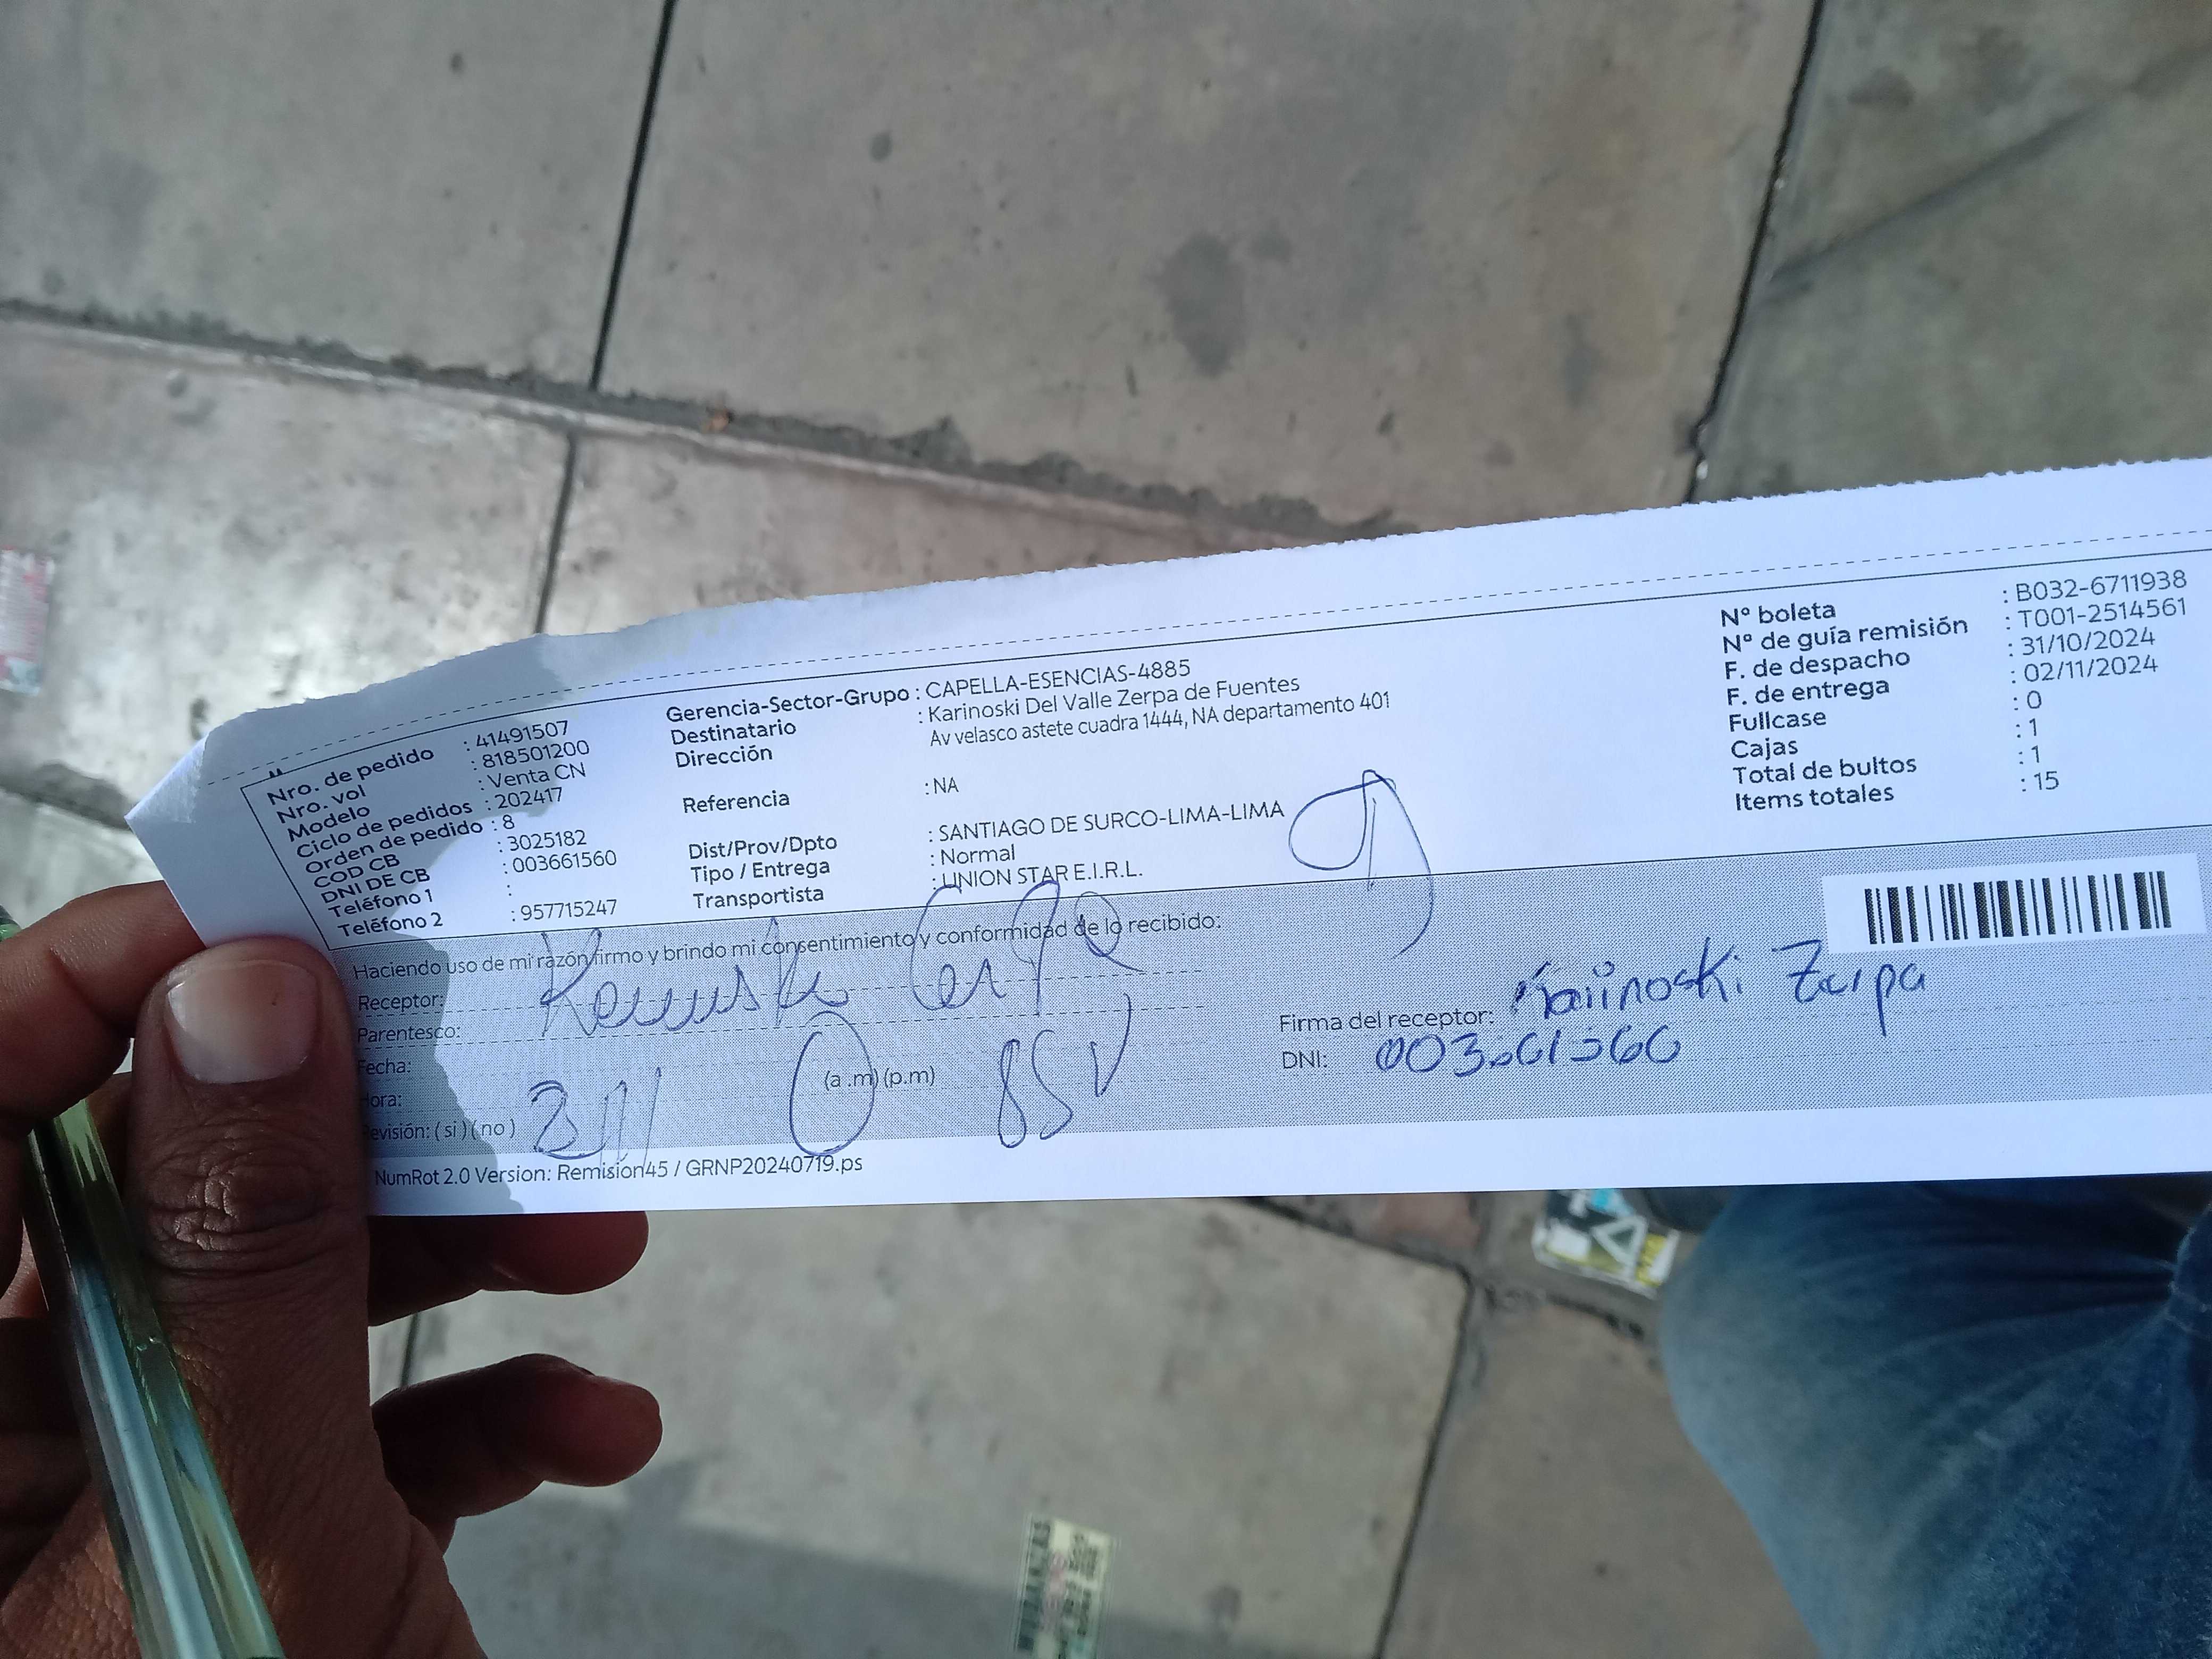 Nro. de pedido : 41491507
Nro. vol : 818501200
Modelo : Venta CN
Ciclo de pedidos : 202417
Orden de pedido : 8
COD CB : 3025182
DNI DE CB : 003661560
Teléfono 1 :
Teléfono 2 : 957715247
Gerencia-Sector-Grupo : CAPELLA-ESENCIAS-4885
Destinatario : Karinoski Del Valle Zerpa de Fuentes
Dirección Av velasco astete cuadra 1444, NA departamento 401
Referencia : NA
Dist/Prov/Dpto : SANTIAGO DE SURCO-LIMA-LIMA
Tipo / Entrega : Normal
Transportista : UNION STAR E.I.R.L.
Nº boleta : B032-6711938
Nº de guía remisión : T001-2514561
F. de despacho : 31/10/2024
F. de entrega : 02/11/2024
Fullcase : 0
Cajas : 1
Total de bultos : 1
Items totales : 15
Haciendo uso de mi razón firmo y brindo mi consentimiento y conformidad de lo recibido:
Receptor:
Parentesco:
Fecha:
Hora: (a .m) (p.m)
Revisión: ( si ) ( no )
Firma del receptor: Karinoski Zerpa
DNI: 003661560
NumRot 2.0 Version: Remision45 / GRNP20240719.ps